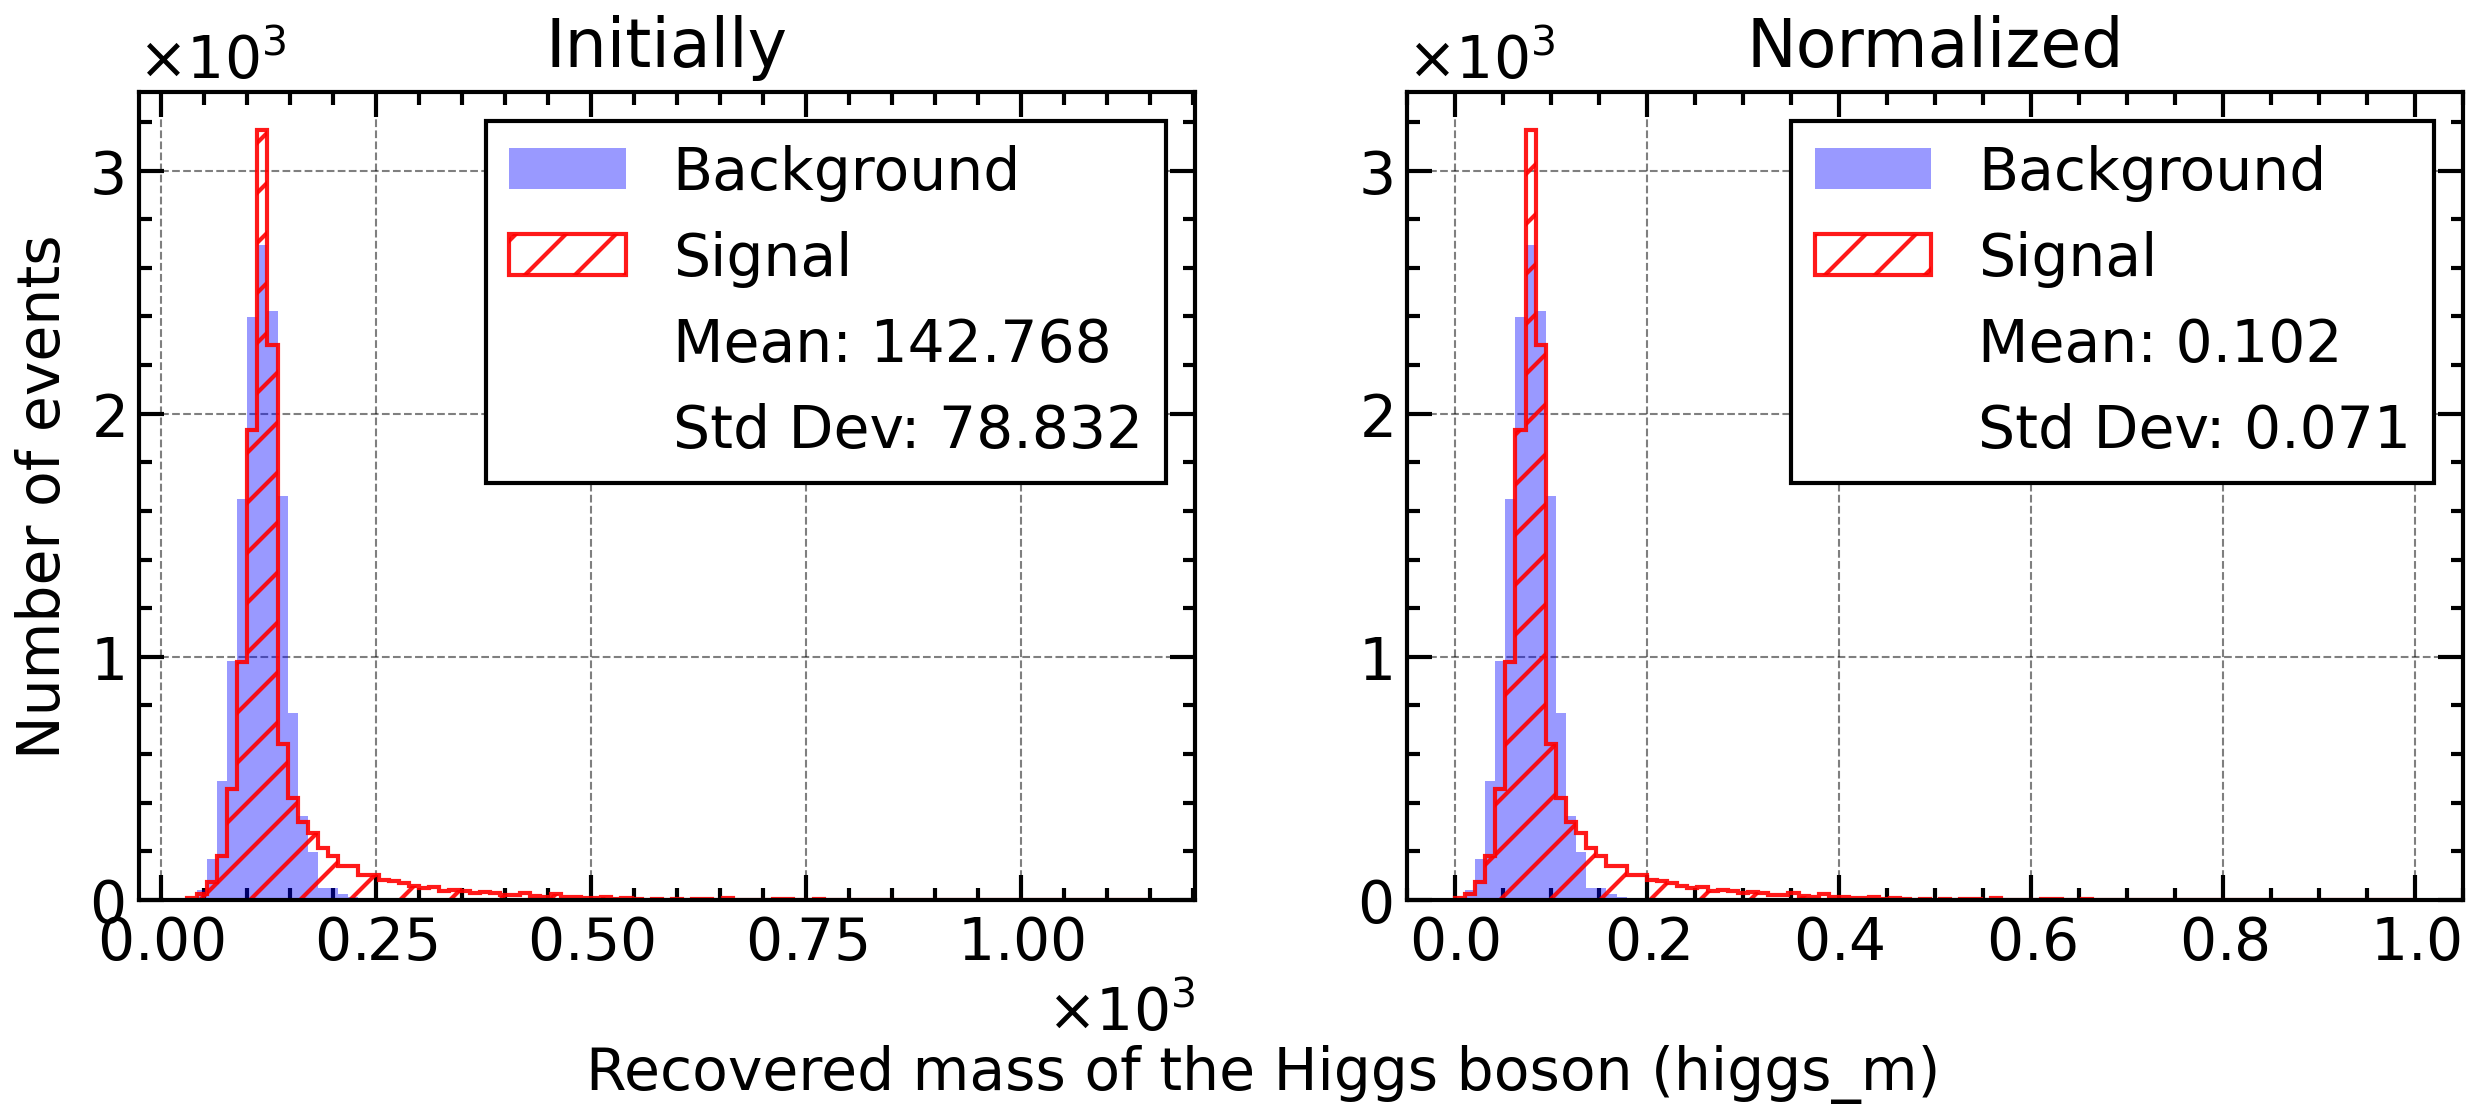 Initially
×10³
Number of events
3
2
1
0
Background
Signal
Mean: 142.768
Std Dev: 78.832
0.00 0.25 0.50 0.75 1.00
×10³
Normalized
×10³
3
2
1
0
Background
Signal
Mean: 0.102
Std Dev: 0.071
0.0 0.2 0.4 0.6 0.8 1.0
Recovered mass of the Higgs boson (higgs_m)